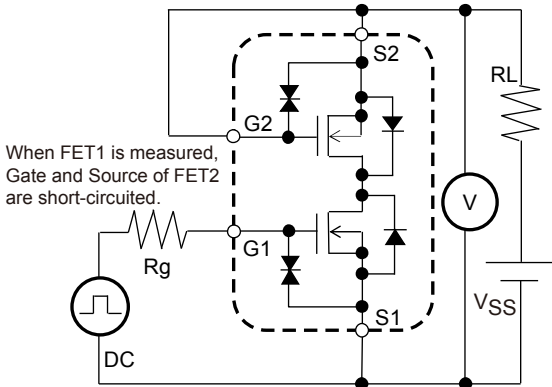 S2
RL
G2
When FET1 is measured,
Gate and Source of FET2
are short-circuited.
V
G1
Rg
VSS
S1
DC